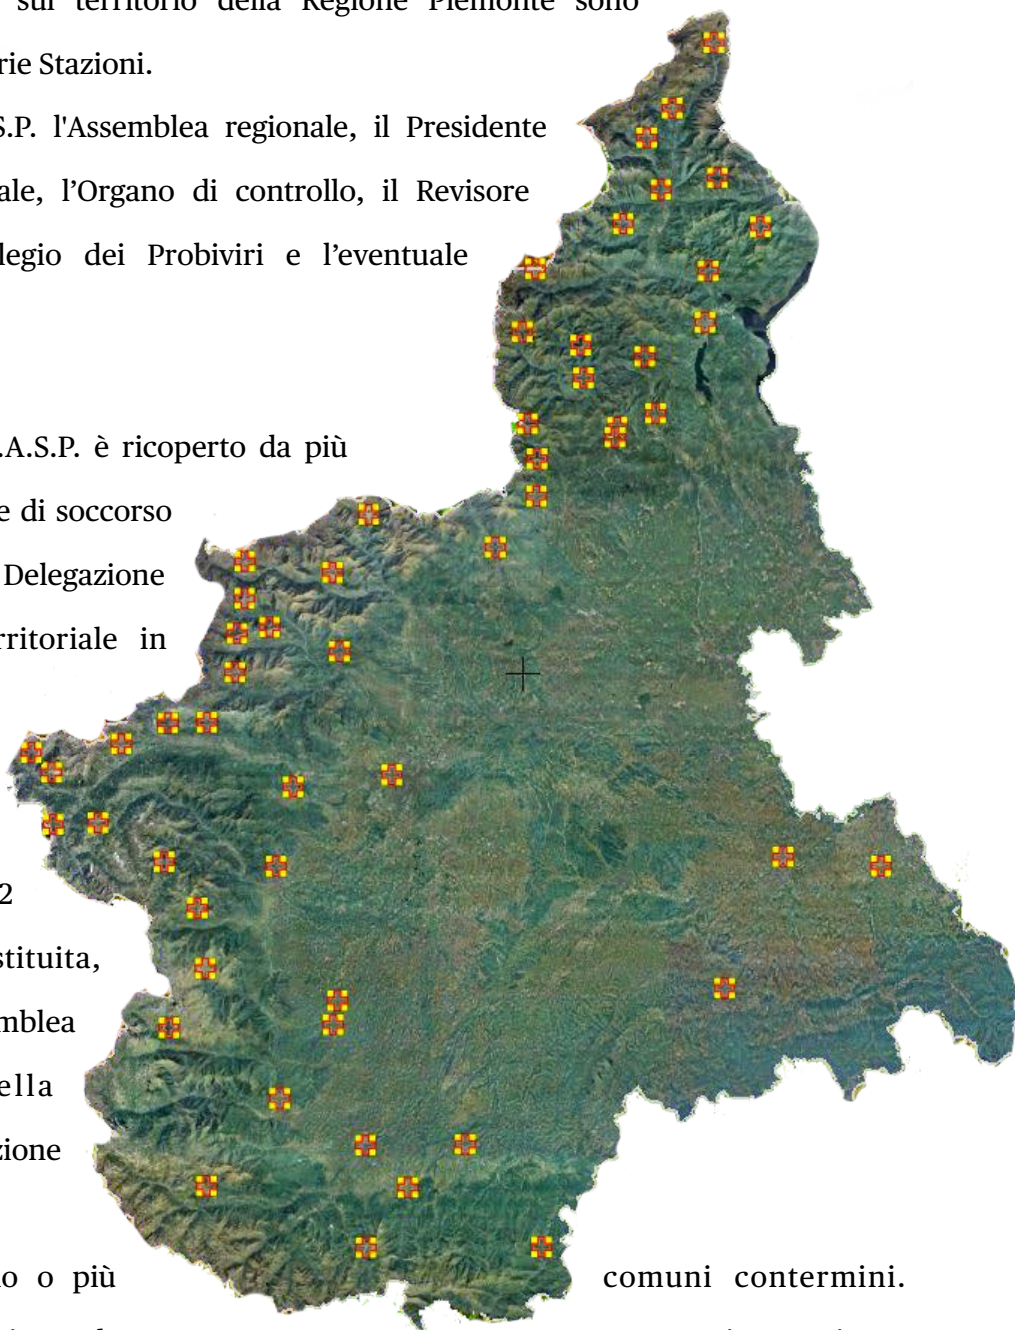 sul territorio della Regione Piemonte sono
rie Stazioni.
S.P. l'Assemblea regionale, il Presidente
ale, l’Organo di controllo, il Revisore
legio dei Probiviri e l’eventuale
.A.S.P. è ricoperto da più
e di soccorso
Delegazione
rritoriale in
2
stituita,
mblea
ella
zione
o o più comuni contermini.